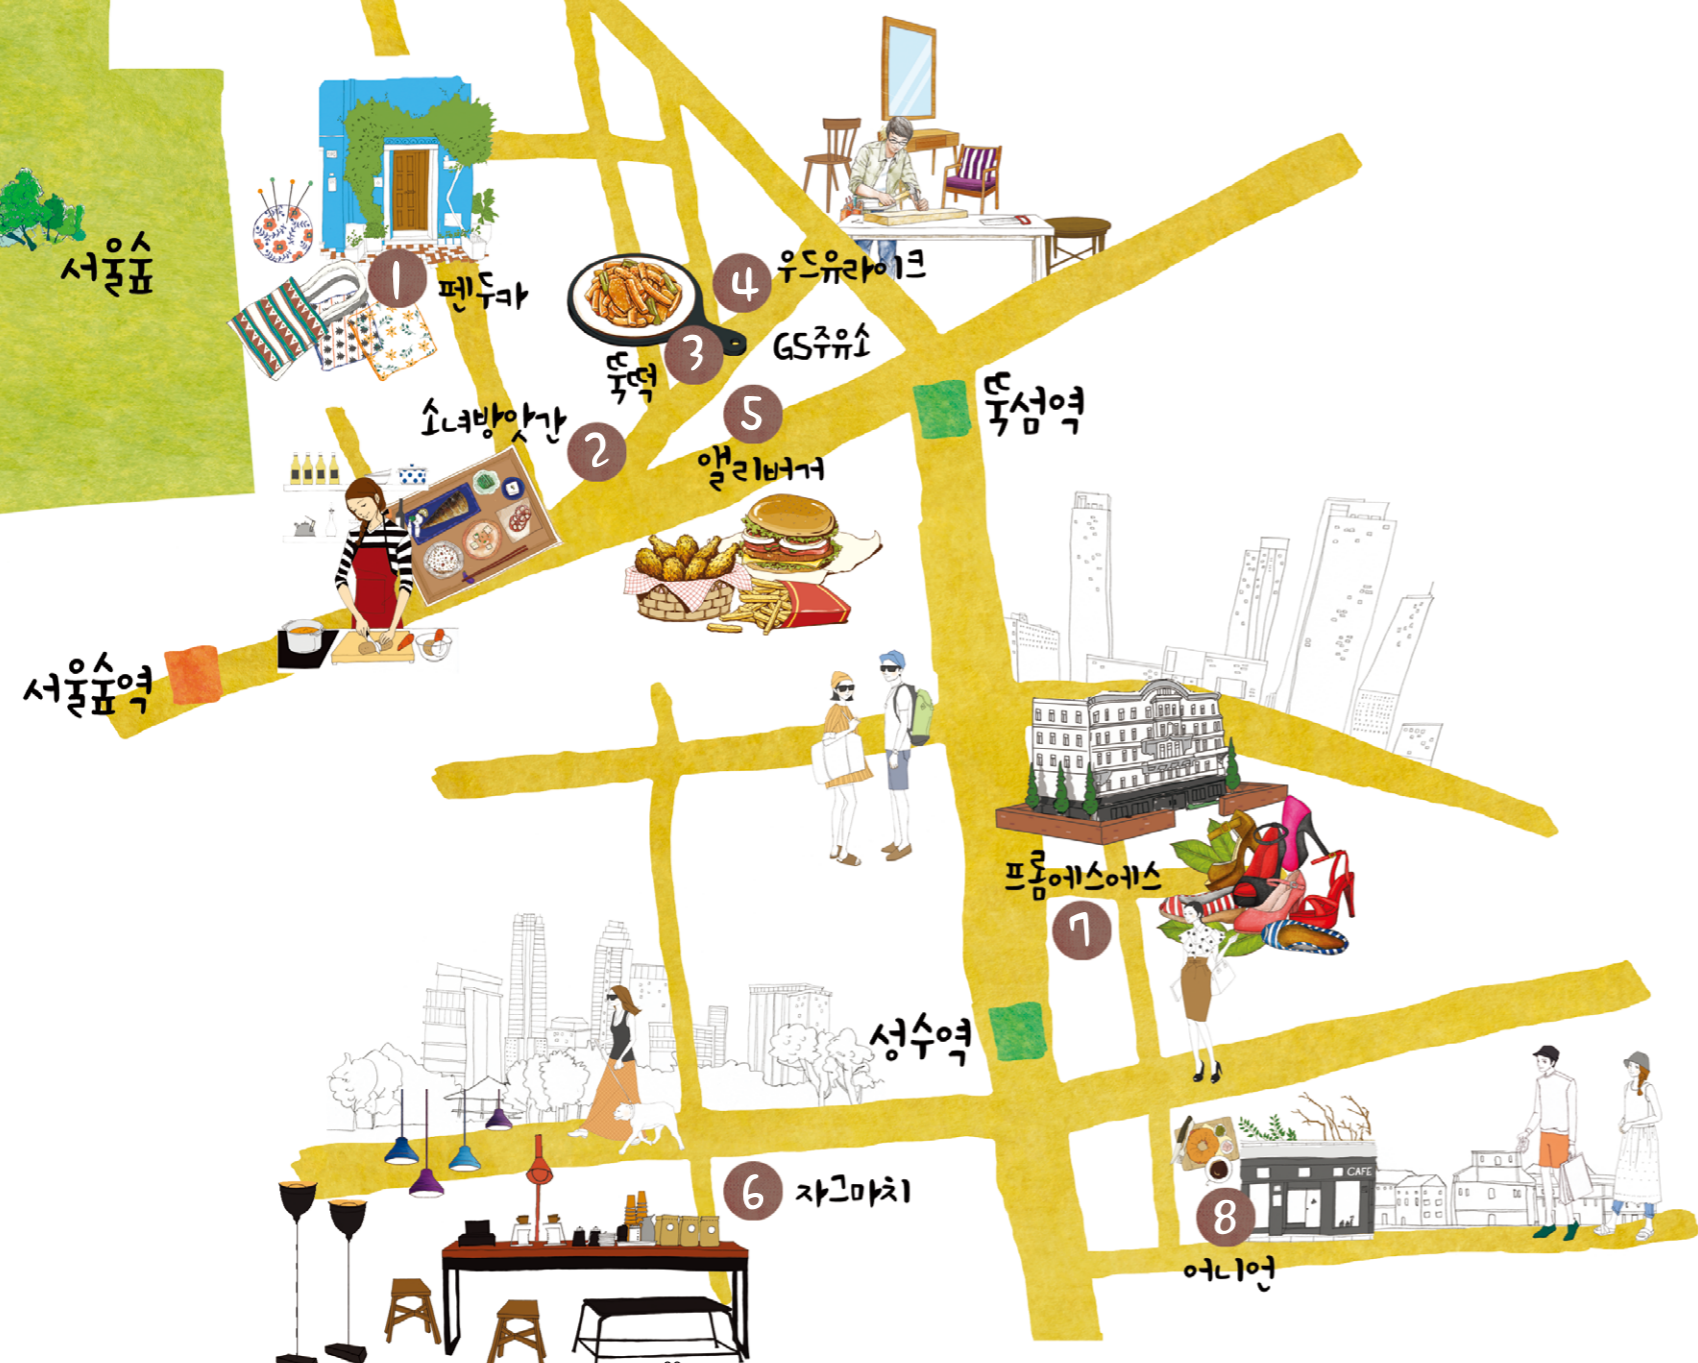 서울숲
1 펜두카
4 우드유라이크
GS주유소
3
뚝떡
뚝섬역
5
앨리버거
소녀방앗간
2
서울숲역
프롬에스에스
7
성수역
6 자그마치
CAFE
8
어니언